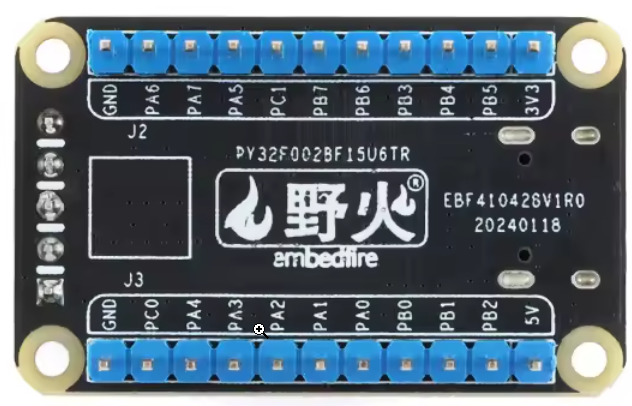 GND PA6 PA7 PA5 PC1 PB7 PB6 PB3 PB4 PB5 3V3
J2
PY32F002BF15U6TR
野火®
embedfire
EBF410428V1R0
20240118
J3
GND PC0 PA4 PA3 PA2 PA1 PA0 PB0 PB1 PB2 5V